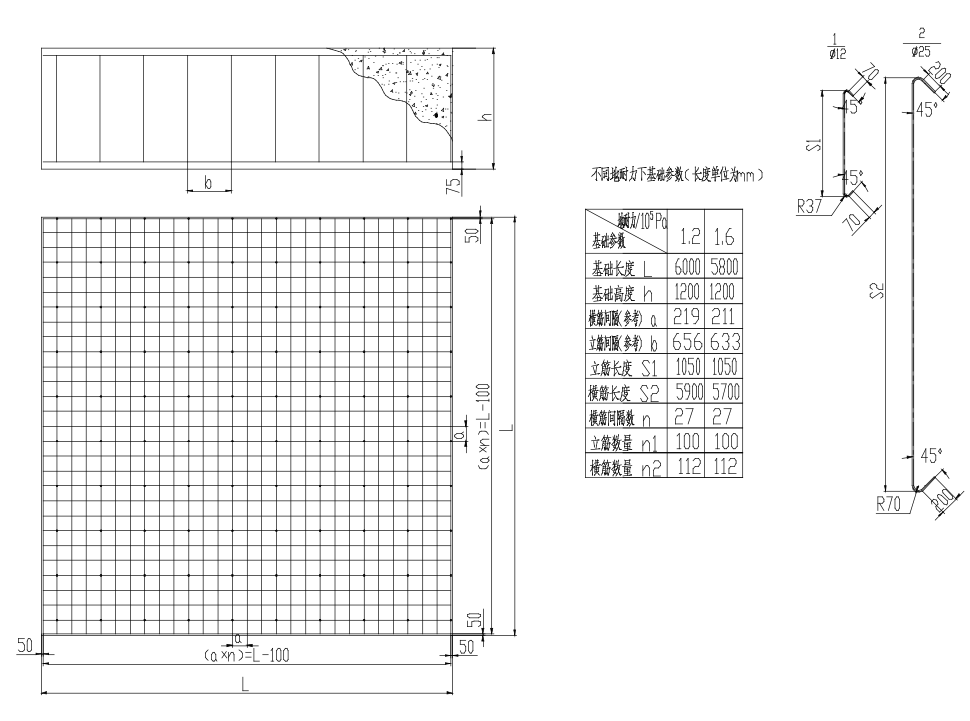 h
b
75
50
a
(a×n)=L-100
L
50
50
a
50
(a×n)=L-100
L
不同地耐力下基础参数(长度单位为mm)
地耐力/10⁵Pa
基础参数
1.2 1.6
基础长度 L 6000 5800
基础高度 h 1200 1200
横筋间隔(参考) a 219 211
立筋间隔(参考) b 656 633
立筋长度 S1 1050 1050
横筋长度 S2 5900 5700
横筋间隔数 n 27 27
立筋数量 n1 100 100
横筋数量 n2 112 112
1
ø12
70
45°
S1
45°
R37
70
2
ø25
200
45°
S2
45°
R70
200